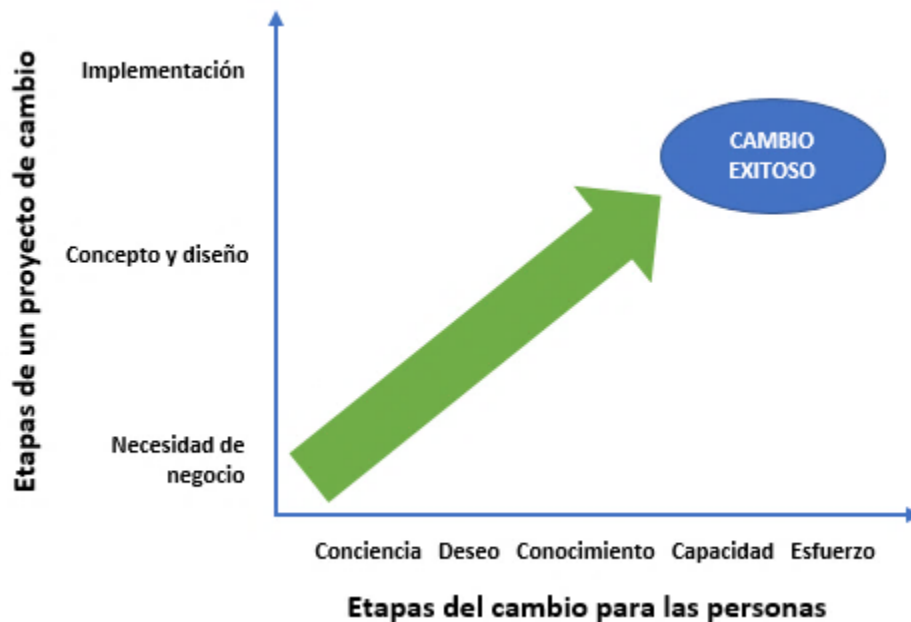 Etapas de un proyecto de cambio
Implementación
CAMBIO
EXITOSO
Concepto y diseño
Necesidad de
negocio
Conciencia Deseo Conocimiento Capacidad Esfuerzo
Etapas del cambio para las personas